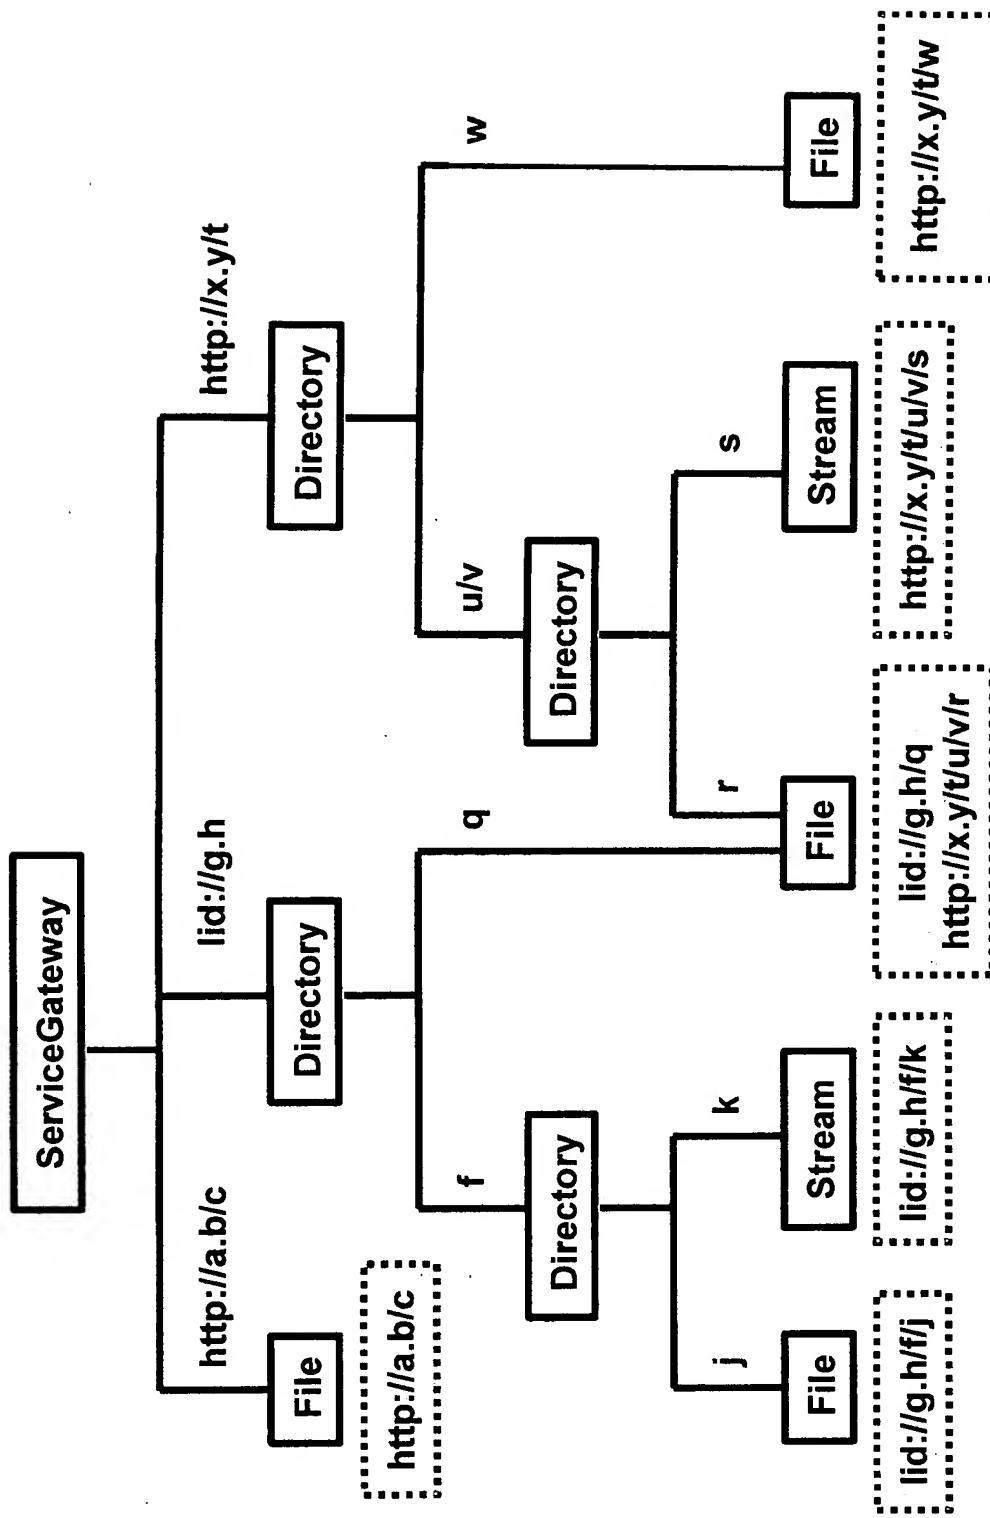 ServiceGateway
http://a.b/c
lid://g.h
http://x.y/t
File
Directory
Directory
http://a.b/c
f
q
u/v
w
Directory
Directory
j
k
r
s
File
Stream
File
Stream
File
lid://g.h/f/j
lid://g.h/f/k
lid://g.h/q
http://x.y/t/u/v/r
http://x.y/t/u/v/s
http://x.y/t/w